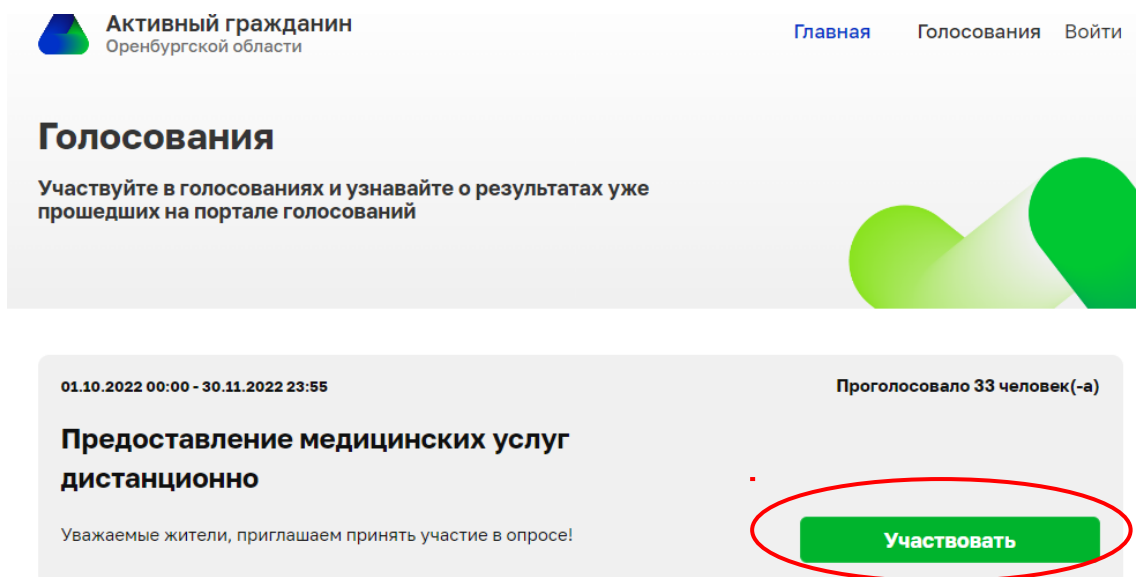 Активный гражданин
Оренбургской области
Главная Голосования Войти
Голосования
Участвуйте в голосованиях и узнавайте о результатах уже
прошедших на портале голосований
01.10.2022 00:00 - 30.11.2022 23:55
Проголосовало 33 человек(-а)
Предоставление медицинских услуг
дистанционно
Уважаемые жители, приглашаем принять участие в опросе!
Участвовать